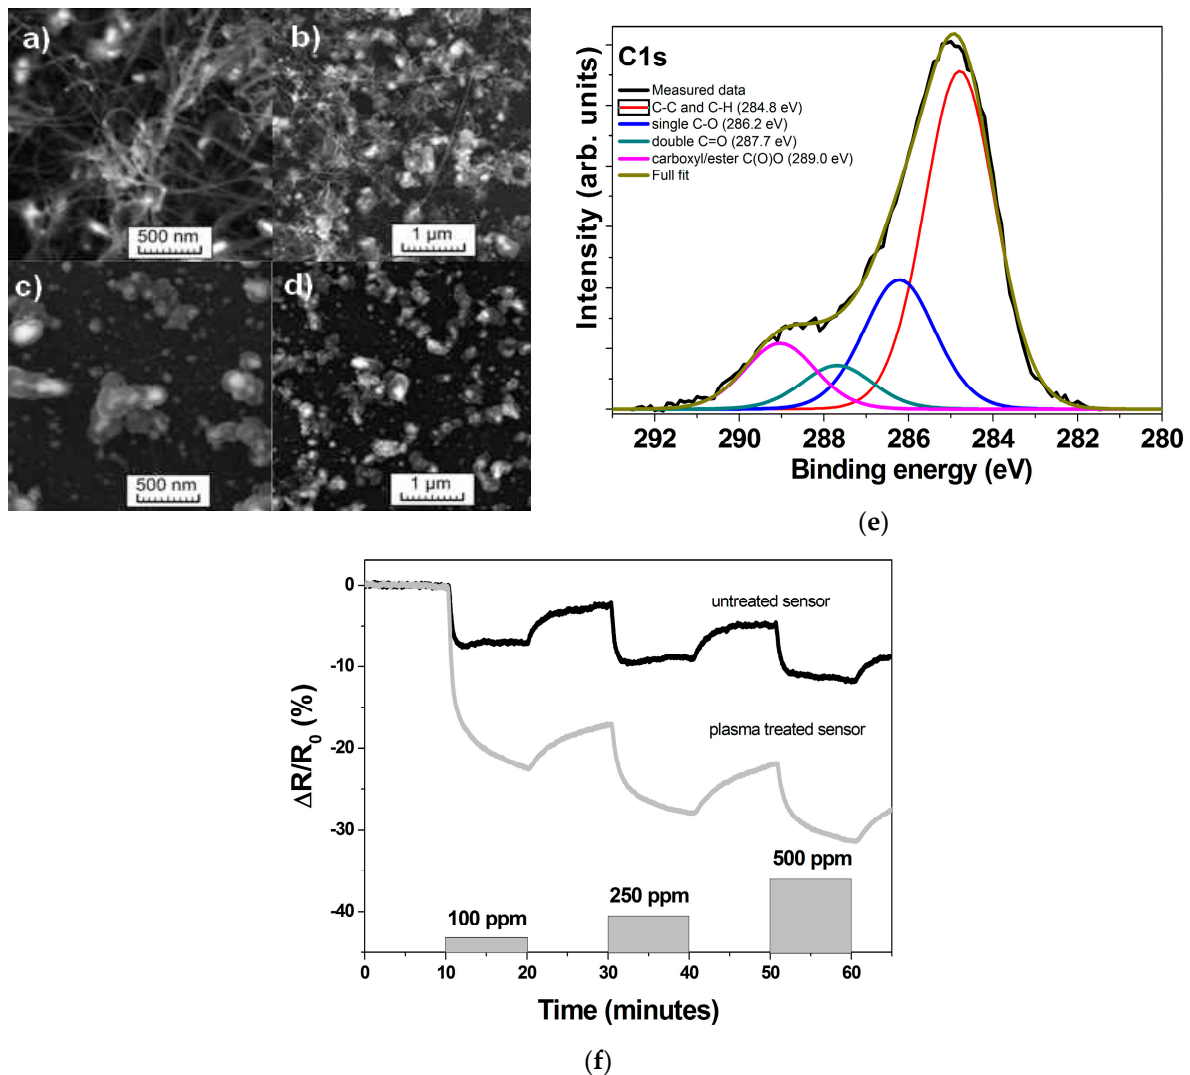 a)
b)
500 nm
1 µm
c)
d)
500 nm
1 µm
C1s
Measured data
C-C and C-H (284.8 eV)
single C-O (286.2 eV)
double C=O (287.7 eV)
carboxyl/ester C(O)O (289.0 eV)
Full fit
Intensity (arb. units)
292 290 288 286 284 282 280
Binding energy (eV)
(e)
0
-10
-20
-30
-40
ΔR/R0 (%)
untreated sensor
plasma treated sensor
100 ppm
250 ppm
500 ppm
0 10 20 30 40 50 60
Time (minutes)
(f)